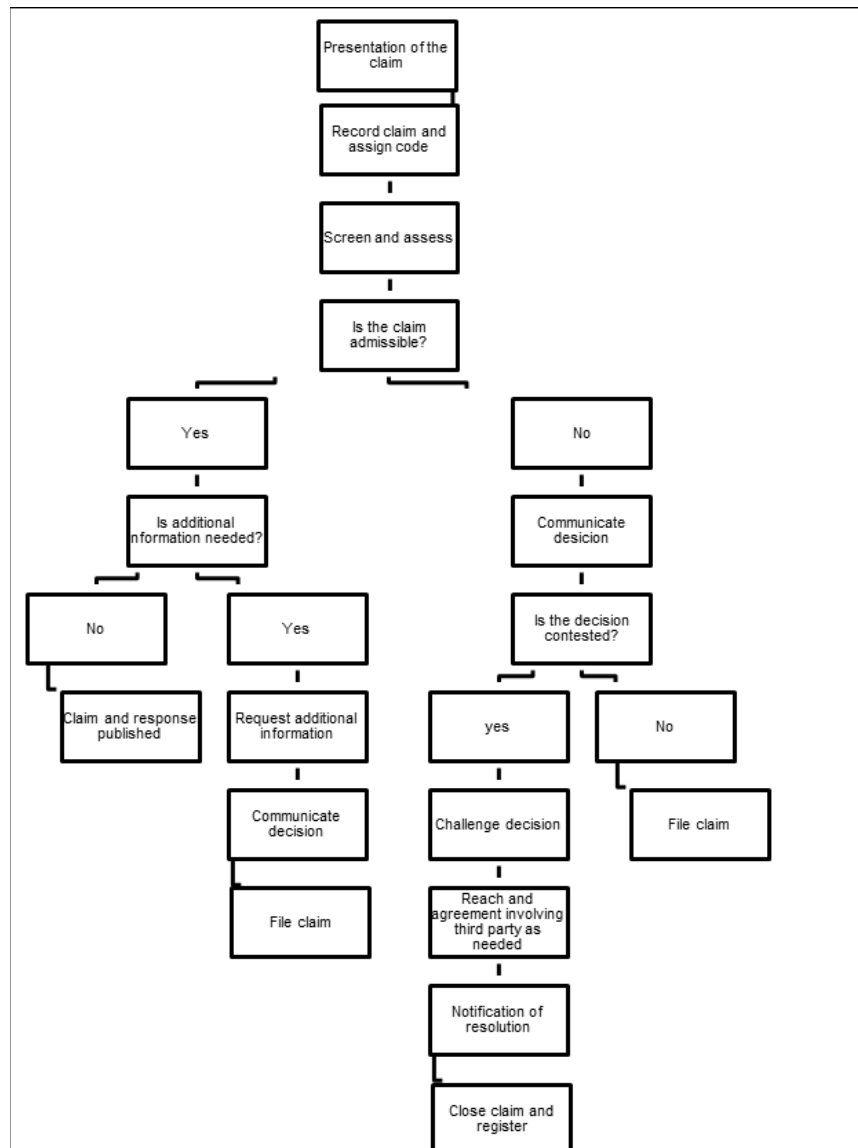 Presentation of the
claim
Record claim and
assign code
Screen and assess
Is the claim
admissible?
Yes
No
Is additional
information needed?
Communicate
desicion
No
Yes
Is the decision
contested?
Claim and response
published
Request additional
information
yes
No
Communicate
decision
Challenge decision
File claim
File claim
Reach and
agreement involving
third party as
needed
Notification of
resolution
Close claim and
register